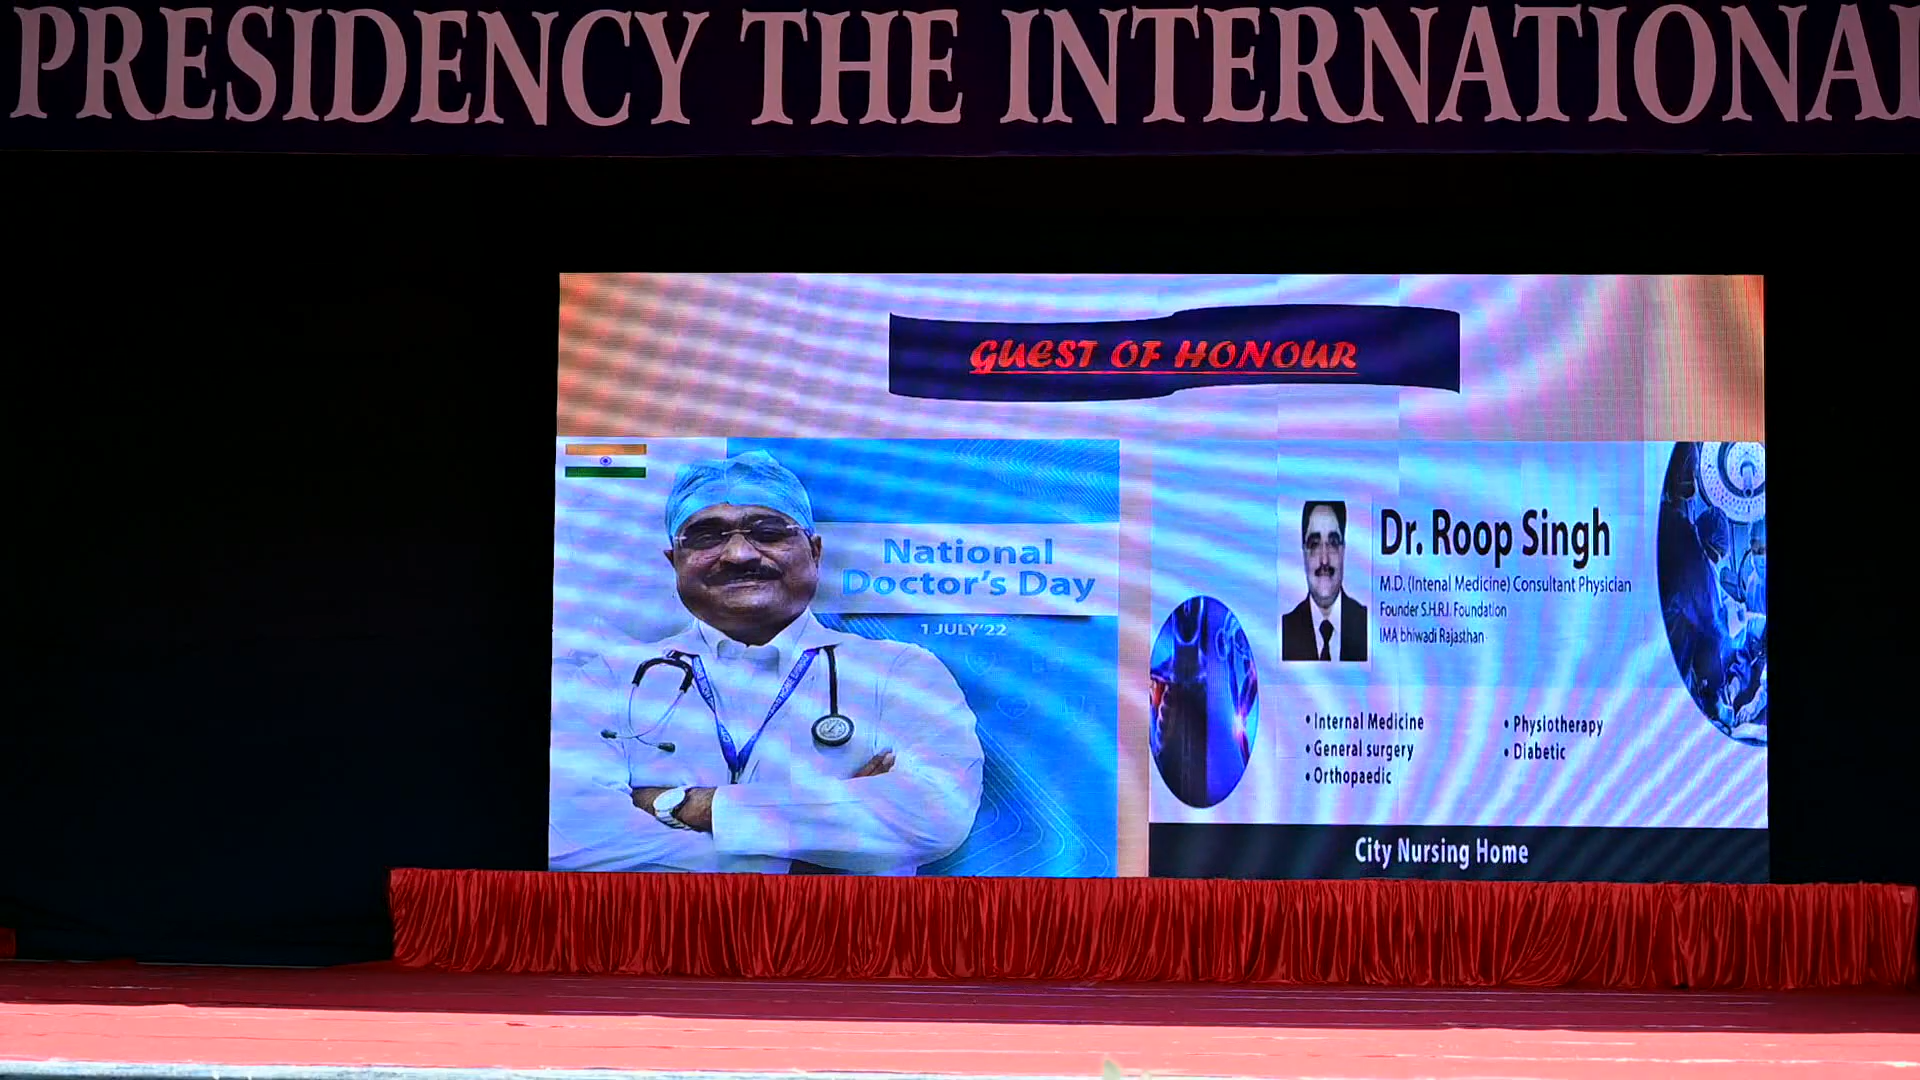 PRESIDENCY THE INTERNATIONAL
GUEST OF HONOUR
National
Doctor's Day
1 JULY'22
Dr. Roop Singh
M.D. (Intenal Medicine) Consultant Physician
Founder S.H.R.I. Foundation
IMA bhiwadi Rajasthan
• Internal Medicine
• General surgery
• Orthopaedic
• Physiotherapy
• Diabetic
City Nursing Home